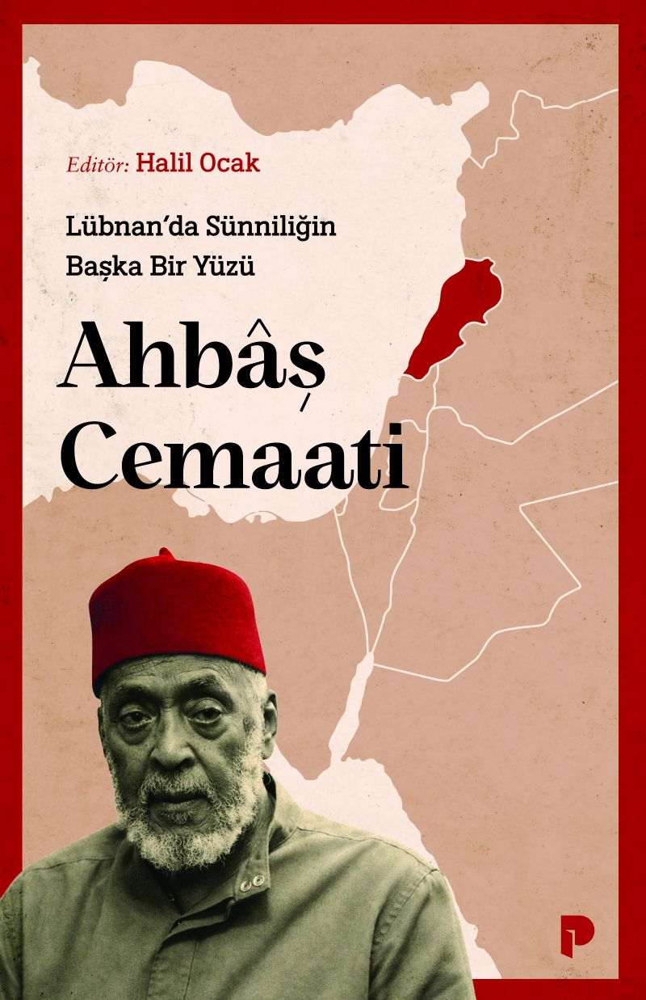 Editör: Halil Ocak
Lübnan’da Sünniliğin
Başka Bir Yüzü
Ahbâş
Cemaati